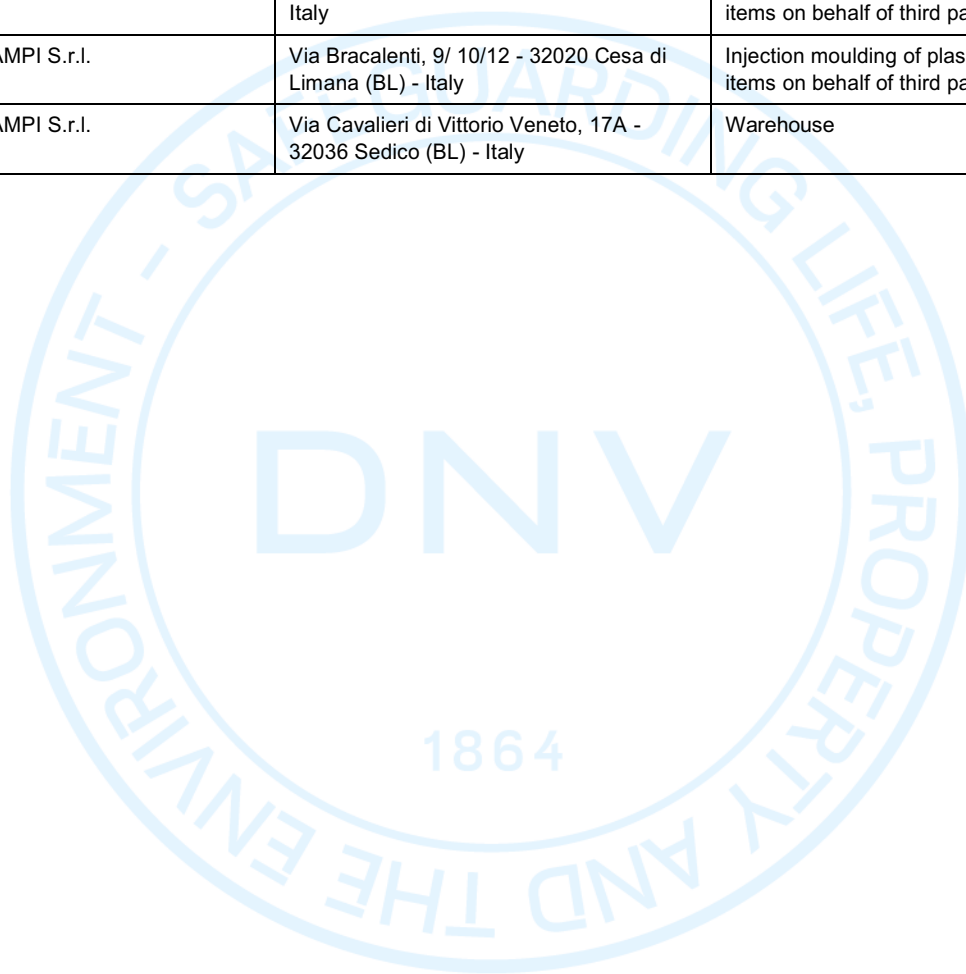 Italy
items on behalf of third pa
AMPI S.r.l.
Via Bracalenti, 9/ 10/12 - 32020 Cesa di
Limana (BL) - Italy
Injection moulding of plas
items on behalf of third pa
AMPI S.r.l.
Via Cavalieri di Vittorio Veneto, 17A -
32036 Sedico (BL) - Italy
Warehouse
SAFEGUARDING LIFE, PROPERTY AND THE ENVIRONMENT -
DNV
1864